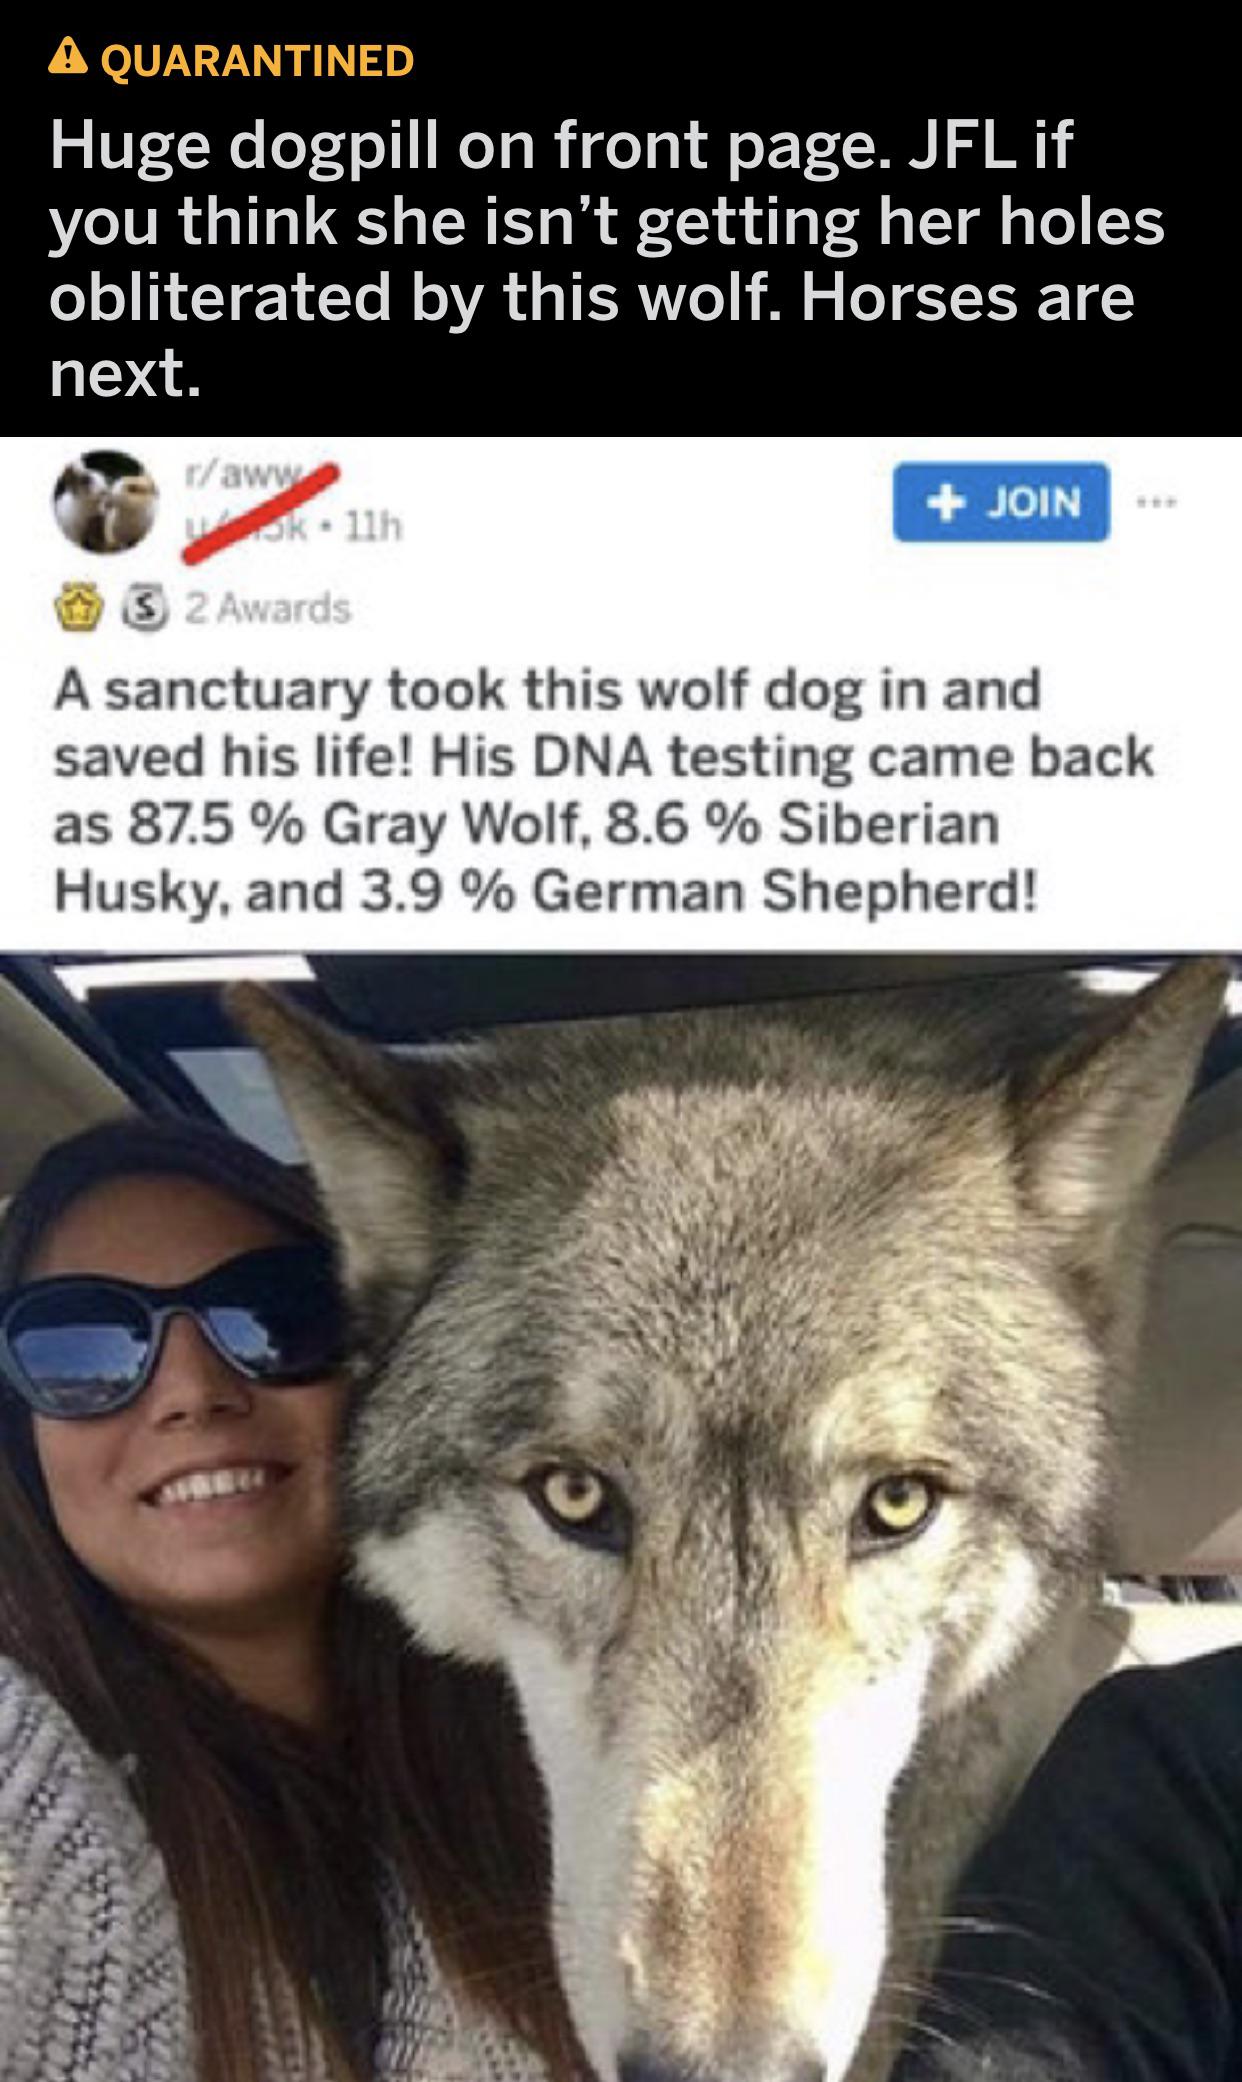 QUARANTINED
Huge dogpill on front page. JFL if
you think she isn't getting her holes
obliterated by this wolf. Horses are
next.
r/aww
• 11h
+ JOIN
2 Awards
A sanctuary took this wolf dog in and
saved his life! His DNA testing came back
as 87.5 % Gray Wolf, 8.6 % Siberian
Husky, and 3.9 % German Shepherd!